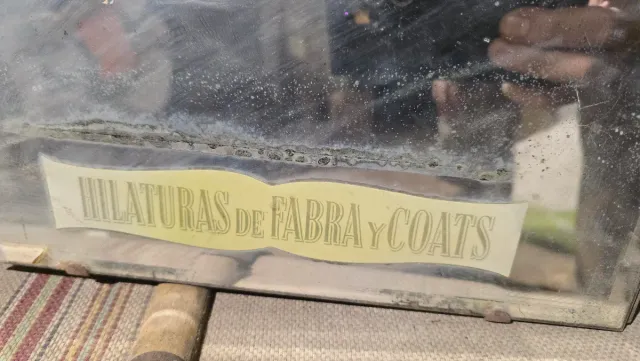 HILATURAS DE FABRA Y COATS